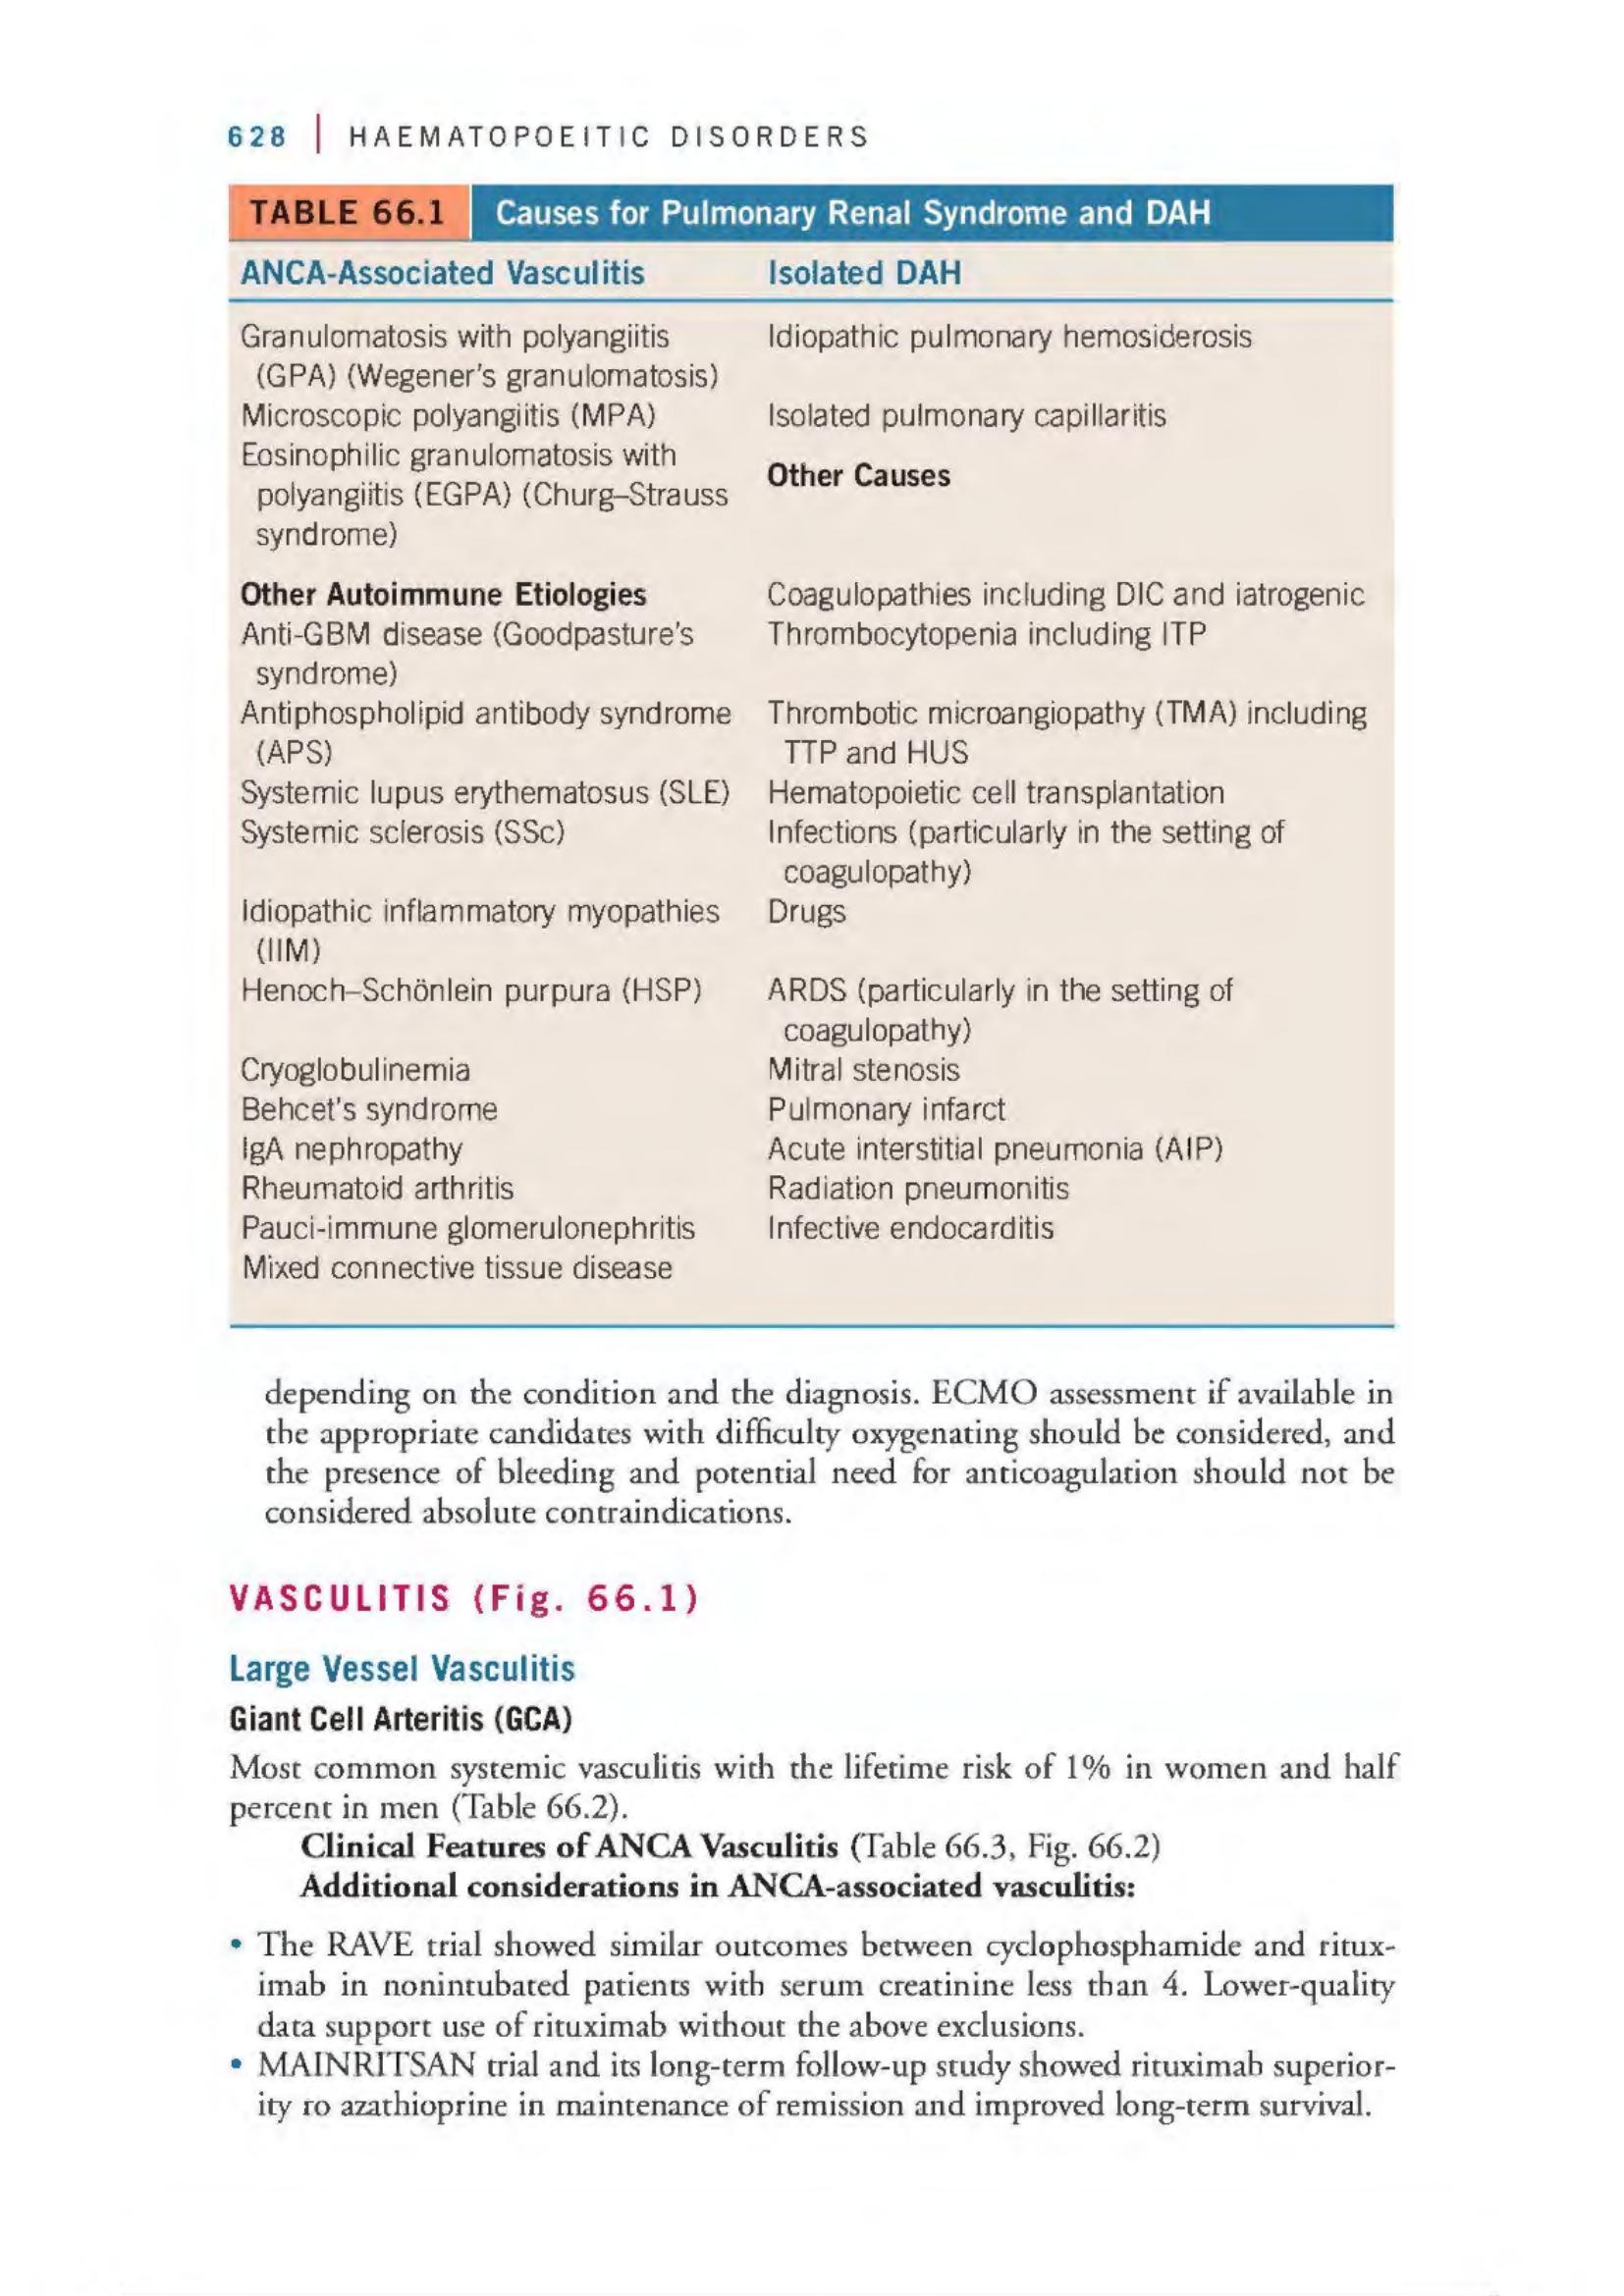 628 | HAEMATOPOEITIC DISORDERS
TABLE 66.1 Causes for Pulmonary Renal Syndrome and DAH
ANCA-Associated Vasculitis Isolated DAH
Granulomatosis with polyangiitis Idiopathic pulmonary hemosiderosis
(GPA) (Wegener's granulomatosis)
Microscopic polyangiitis (MPA) Isolated pulmonary capillaritis
Eosinophilic granulomatosis with
Other Causes
polyangiitis (EGPA) (Churg–Strauss
syndrome)
Other Autoimmune Etiologies Coagulopathies including DIC and iatrogenic
Anti-GBM disease (Goodpasture's Thrombocytopenia including ITP
syndrome)
Antiphospholipid antibody syndrome Thrombotic microangiopathy (TMA) including
(APS) TTP and HUS
Systemic lupus erythematosus (SLE) Hematopoietic cell transplantation
Systemic sclerosis (SSc) Infections (particularly in the setting of
coagulopathy)
Idiopathic inflammatory myopathies Drugs
(IIM)
Henoch–Schönlein purpura (HSP) ARDS (particularly in the setting of
coagulopathy)
Cryoglobulinemia Mitral stenosis
Behcet's syndrome Pulmonary infarct
IgA nephropathy Acute interstitial pneumonia (AIP)
Rheumatoid arthritis Radiation pneumonitis
Pauci-immune glomerulonephritis Infective endocarditis
Mixed connective tissue disease
depending on the condition and the diagnosis. ECMO assessment if available in
the appropriate candidates with difficulty oxygenating should be considered, and
the presence of bleeding and potential need for anticoagulation should not be
considered absolute contraindications.
VASCULITIS (Fig. 66.1)
Large Vessel Vasculitis
Giant Cell Arteritis (GCA)
Most common systemic vasculitis with the lifetime risk of 1% in women and half
percent in men (Table 66.2).
Clinical Features of ANCA Vasculitis (Table 66.3, Fig. 66.2)
Additional considerations in ANCA-associated vasculitis:
• The RAVE trial showed similar outcomes between cyclophosphamide and ritux-
imab in nonintubated patients with serum creatinine less than 4. Lower-quality
data support use of rituximab without the above exclusions.
• MAINRITSAN trial and its long-term follow-up study showed rituximab superior-
ity ro azathioprine in maintenance of remission and improved long-term survival.